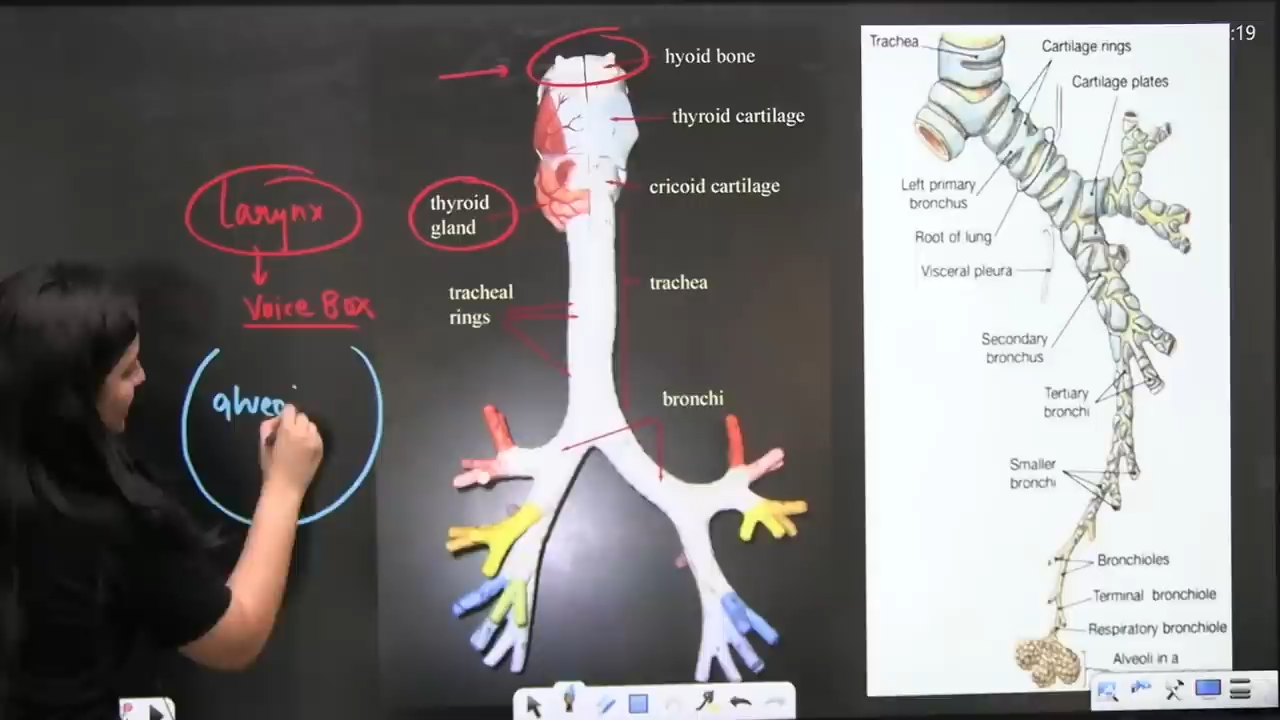 :19
hyoid bone
thyroid cartilage
cricoid cartilage
thyroid
gland
tracheal
rings
trachea
bronchi
Larynx
Voice Box
Trachea
Cartilage rings
Cartilage plates
Left primary
bronchus
Root of lung
Visceral pleura
Secondary
bronchus
Tertiary
bronchi
Smaller
bronchi
Bronchioles
Terminal bronchiole
Respiratory bronchiole
Alveoli in a